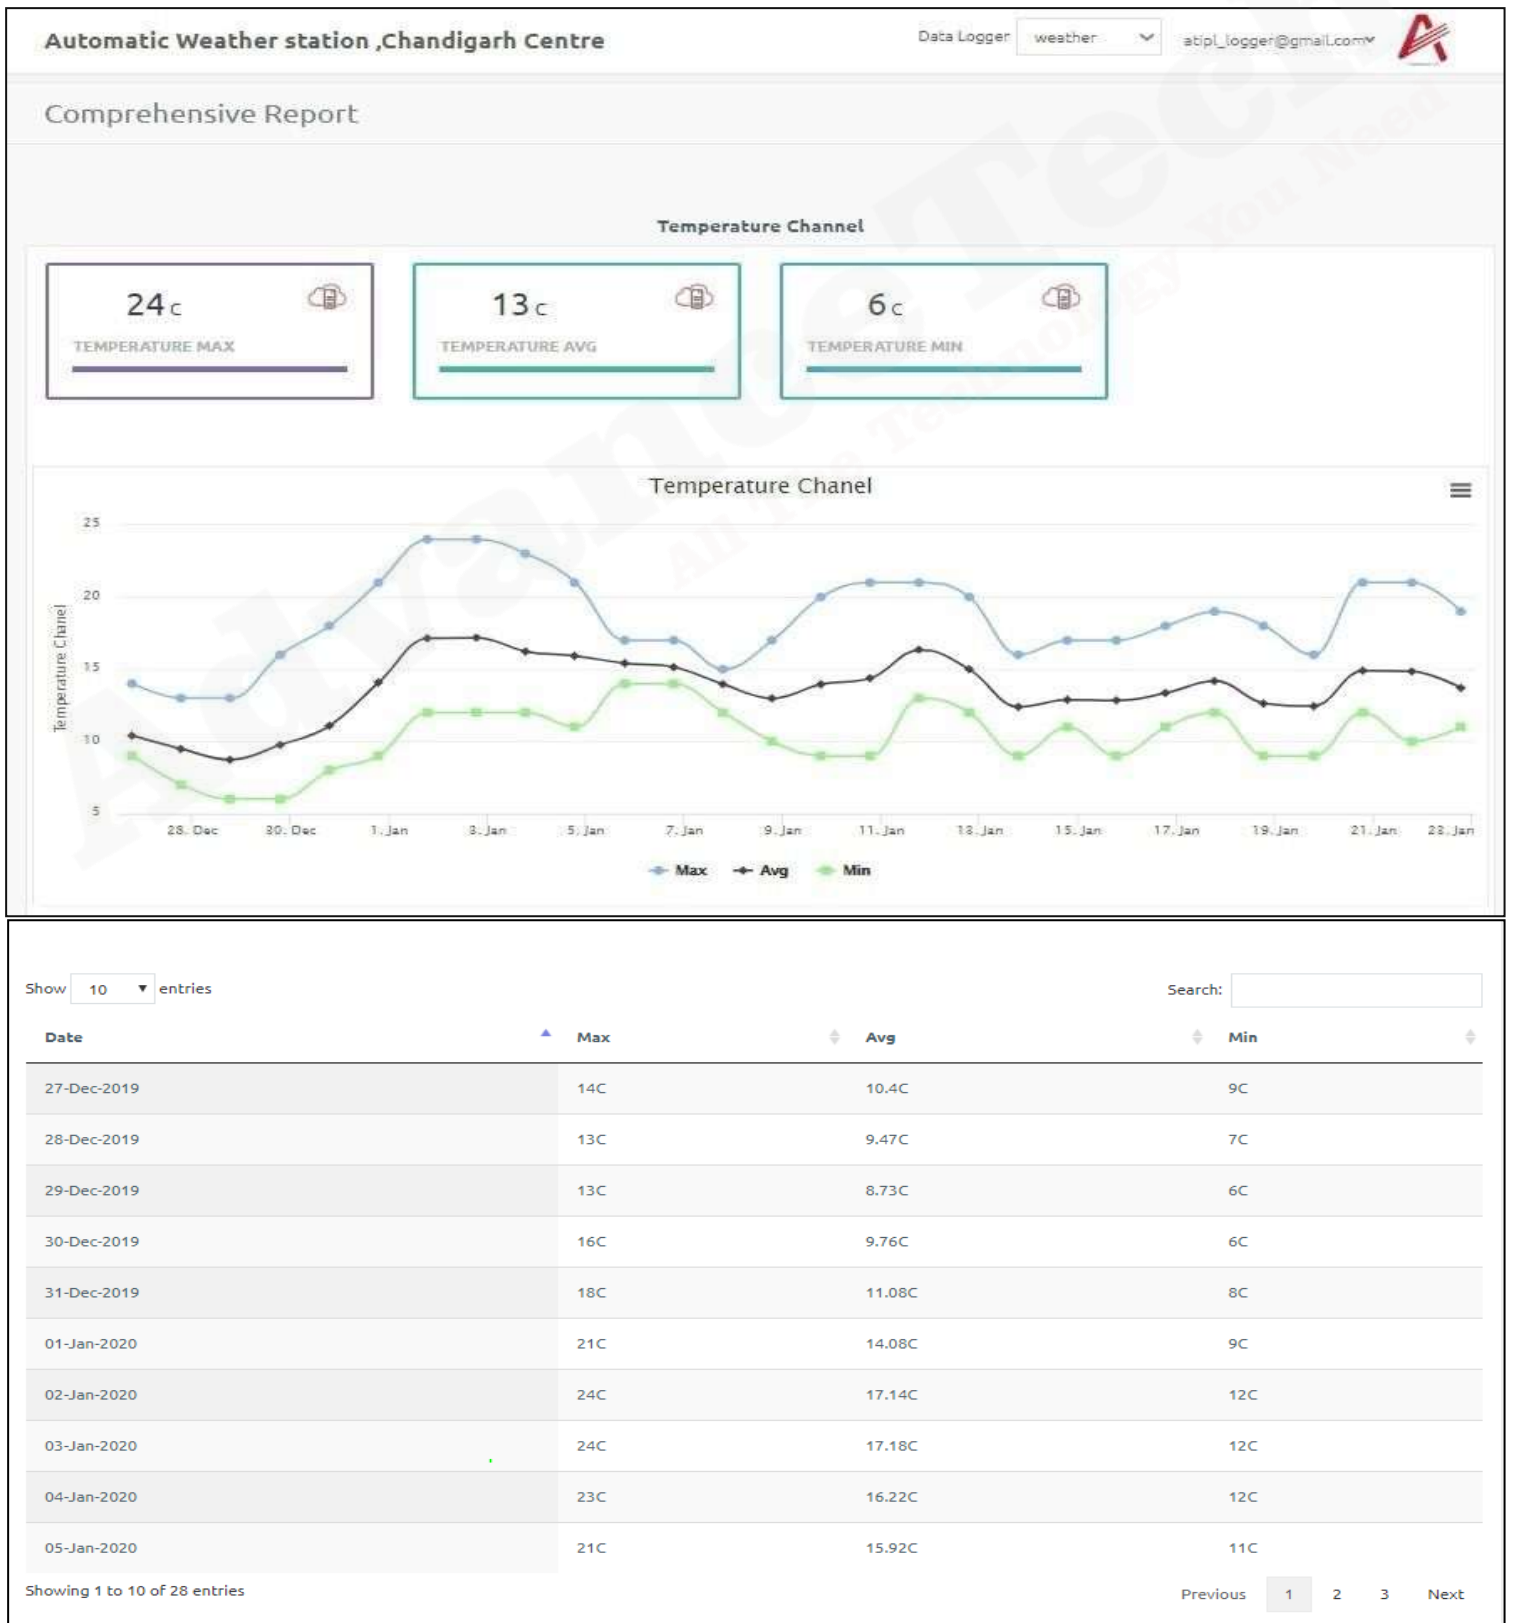 Automatic Weather station ,Chandigarh Centre
Data Logger weather atipl_logger@gmail.com
Comprehensive Report
Temperature Channel
24 C
TEMPERATURE MAX
13 C
TEMPERATURE AVG
6 C
TEMPERATURE MIN
Temperature Chanel
Temperature Chanel
25
20
15
10
5
28. Dec 30. Dec 1. Jan 3. Jan 5. Jan 7. Jan 9. Jan 11. Jan 13. Jan 15. Jan 17. Jan 19. Jan 21. Jan 23. Jan
Max Avg Min
Show 10 entries Search:
Date Max Avg Min
27-Dec-2019 14C 10.4C 9C
28-Dec-2019 13C 9.47C 7C
29-Dec-2019 13C 8.73C 6C
30-Dec-2019 16C 9.76C 6C
31-Dec-2019 18C 11.08C 8C
01-Jan-2020 21C 14.08C 9C
02-Jan-2020 24C 17.14C 12C
03-Jan-2020 24C 17.18C 12C
04-Jan-2020 23C 16.22C 12C
05-Jan-2020 21C 15.92C 11C
Showing 1 to 10 of 28 entries
Previous 1 2 3 Next
AdvanceTech
All The Technology You Need